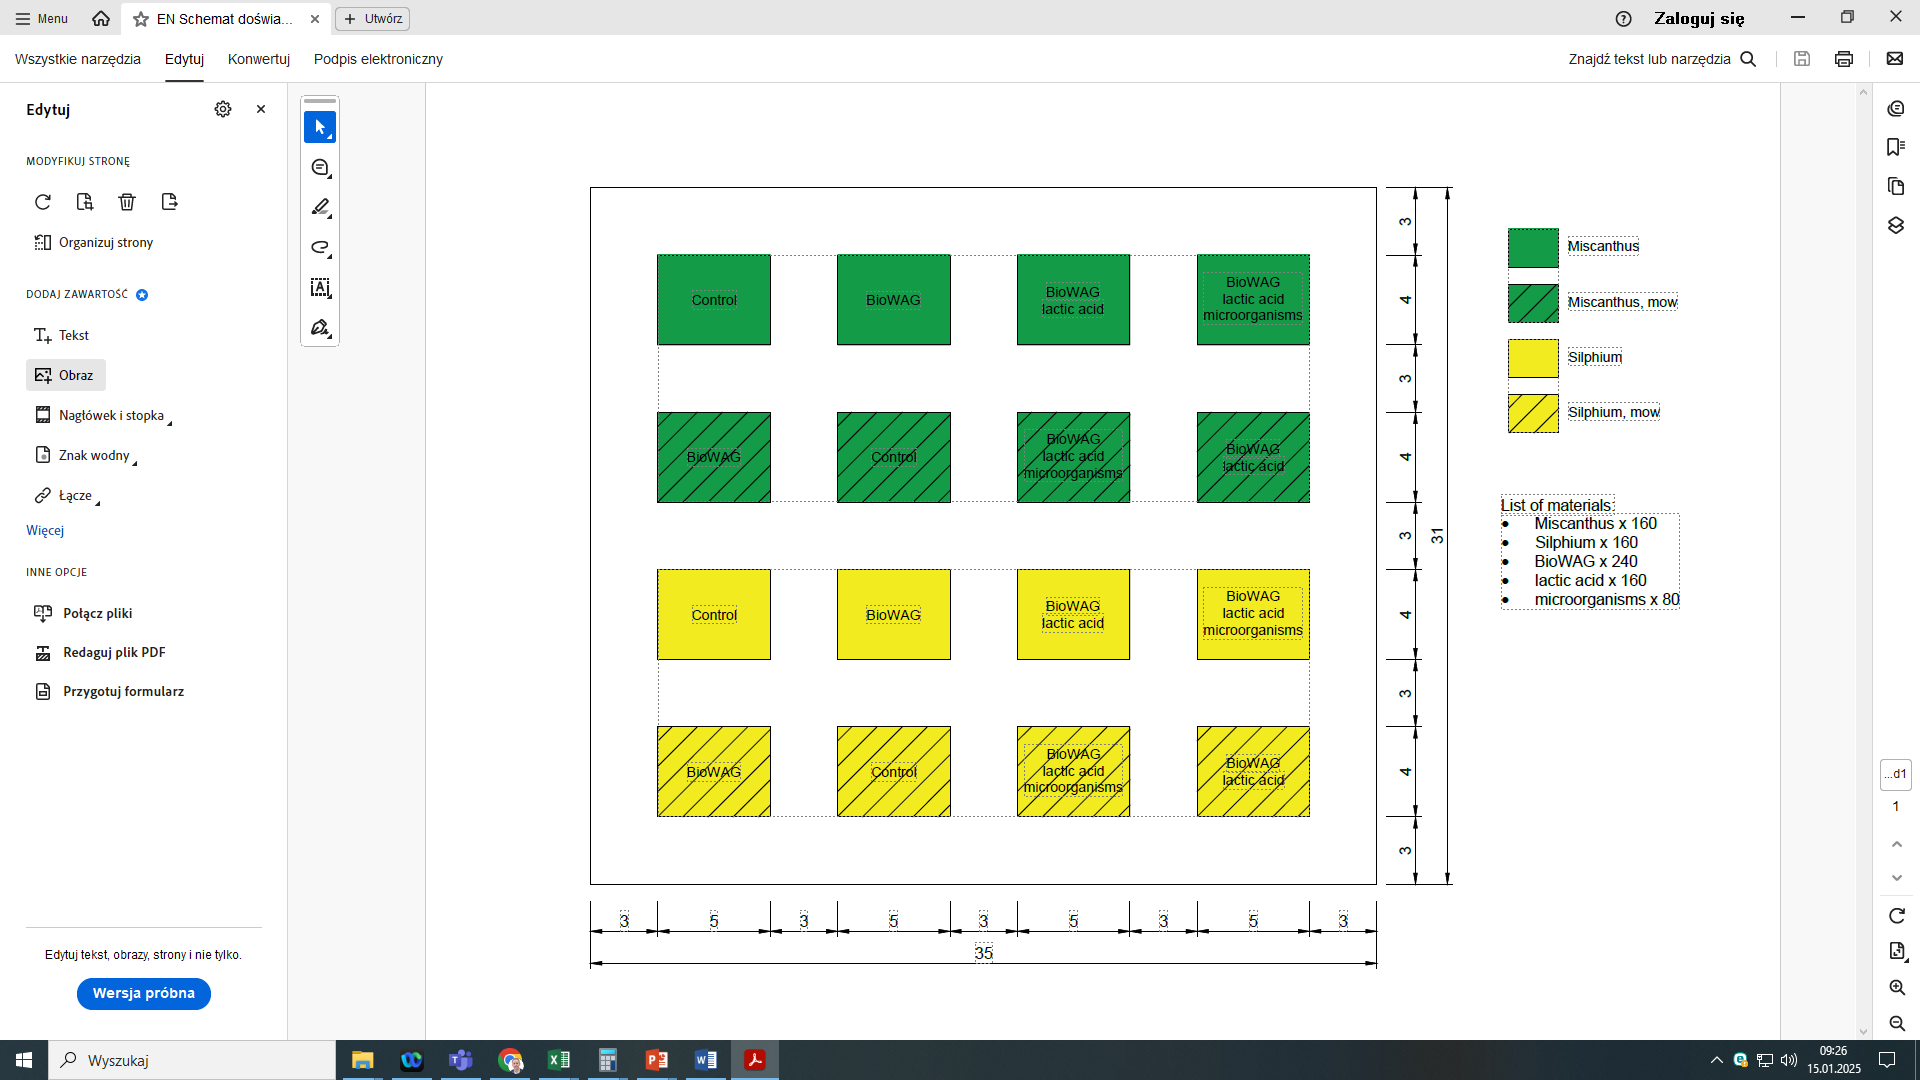 Menu
EN Schemat doświa...
Utwórz
Zaloguj się
Wszystkie narzędzia
Edytuj
Konwertuj
Podpis elektroniczny
Znajdź tekst lub narzędzia
Edytuj
MODYFIKUJ STRONĘ
Organizuj strony
DODAJ ZAWARTOŚĆ
Tekst
Obraz
Nagłówek i stopka
Znak wodny
Łącze
Więcej
INNE OPCJE
Połącz pliki
Redaguj plik PDF
Przygotuj formularz
Edytuj tekst, obrazy, strony i nie tylko.
Wersja próbna
Control
BioWAG
BioWAG
lactic acid
BioWAG
lactic acid
microorganisms
BioWAG
Control
BioWAG
lactic acid
microorganisms
BioWAG
lactic acid
Control
BioWAG
BioWAG
lactic acid
BioWAG
lactic acid
microorganisms
BioWAG
Control
BioWAG
lactic acid
microorganisms
BioWAG
lactic acid
3
4
3
4
3
4
3
4
3
31
3
5
3
5
3
5
3
5
3
35
Miscanthus
Miscanthus, mow
Silphium
Silphium, mow
List of materials:
• Miscanthus x 160
• Silphium x 160
• BioWAG x 240
• lactic acid x 160
• microorganisms x 80
...d1
1
Wyszukaj
09:26
15.01.2025